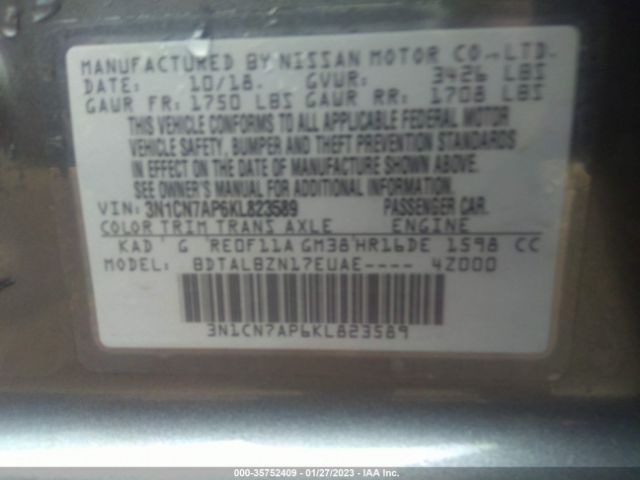 MANUFACTURED BY NISSAN MOTOR CO., LTD.
DATE: 10/18. GVWR: 3426 LBS
GAWR FR: 1750 LBS GAWR RR: 1708 LBS
THIS VEHICLE CONFORMS TO ALL APPLICABLE FEDERAL MOTOR
VEHICLE SAFETY, BUMPER AND THEFT PREVENTION STANDARDS
IN EFFECT ON THE DATE OF MANUFACTURE SHOWN ABOVE.
SEE OWNER'S MANUAL FOR ADDITIONAL INFORMATION.
VIN: 3N1CN7AP6KL823589 PASSENGER CAR.
COLOR TRIM TRANS AXLE ENGINE
KAD G RE0F11A GM38 HR16DE 1598 CC
MODEL: BDTALBZN17EUAE---- 4Z000
3N1CN7AP6KL823589
000-35752409 - 01/27/2023 - IAA Inc.